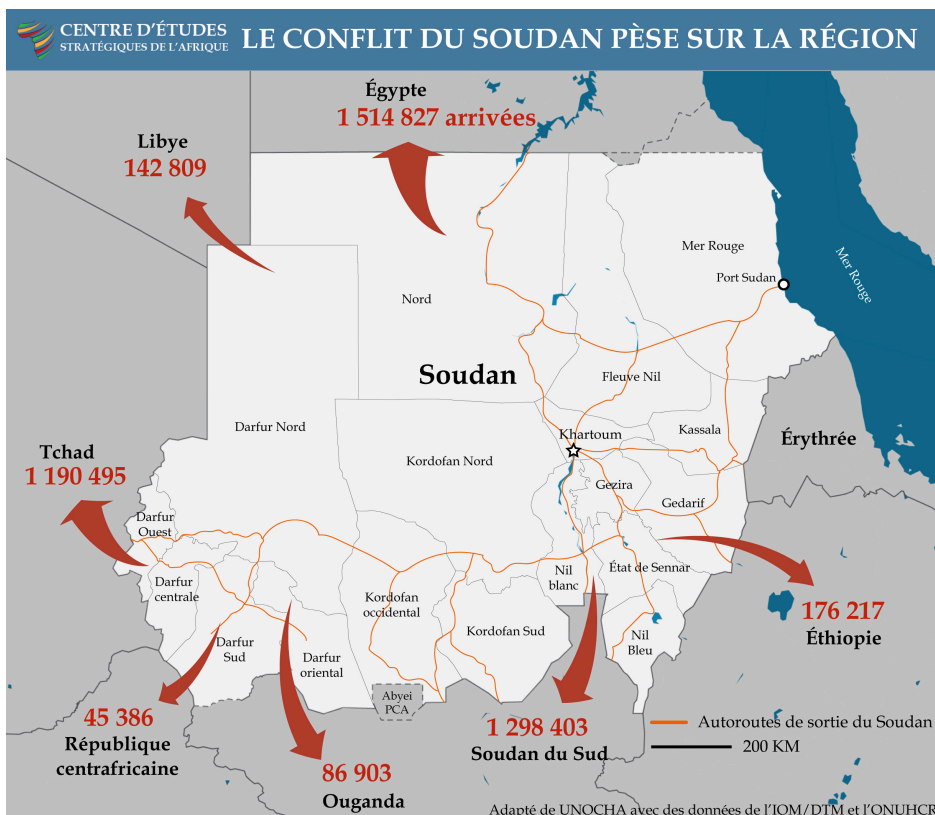 CENTRE D'ÉTUDES
STRATÉGIQUES DE L'AFRIQUE
LE CONFLIT DU SOUDAN PÈSE SUR LA RÉGION
Égypte
1 514 827 arrivées
Libye
142 809
Mer Rouge
Port Sudan
Mer Rouge
Nord
Soudan
Fleuve Nil
Darfur Nord
Kordofan Nord
Khartoum
Kassala
Érythrée
Tchad
1 190 495
Gezira
Gedarif
Darfur
Ouest
Darfur
centrale
Nil
blanc
État de Sennar
Kordofan
occidental
Kordofan Sud
Nil
Bleu
Darfur
Sud
Darfur
oriental
Abyei
PCA
176 217
Éthiopie
45 386
République
centrafricaine
86 903
Ouganda
1 298 403
Soudan du Sud
Autoroutes de sortie du Soudan
200 KM
Adapté de UNOCHA avec des données de l'IOM/DTM et l'ONUHCR